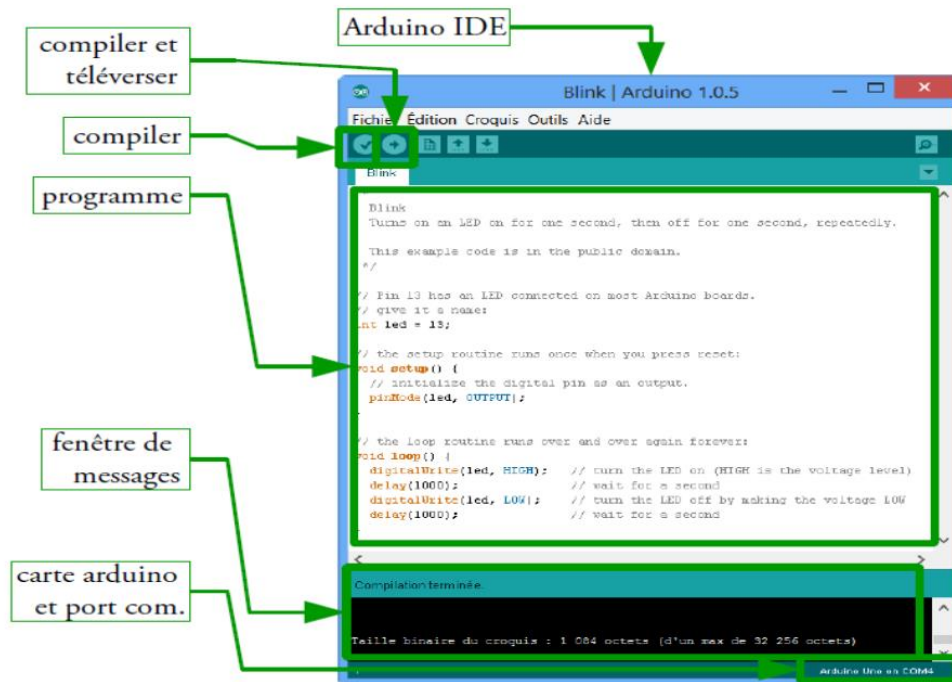 Arduino IDE
compiler et
téléverser
compiler
programme
fenêtre de
messages
carte arduino
et port com.
Blink | Arduino 1.0.5
Fichier Édition Croquis Outils Aide
Blink
Blink
Turns on an LED on for one second, then off for one second, repeatedly.
This example code is in the public domain.
*/
// Pin 13 has an LED connected on most Arduino boards.
// give it a name:
int led = 13;
// the setup routine runs once when you press reset:
void setup() {
// initialize the digital pin as an output.
pinMode(led, OUTPUT);
// the loop routine runs over and over again forever:
void loop() {
digitalWrite(led, HIGH); // turn the LED on (HIGH is the voltage level)
delay(1000); // wait for a second
digitalWrite(led, LOW); // turn the LED off by making the voltage LOW
delay(1000); // wait for a second
Compilation terminée.
Taille binaire du croquis : 1 084 octets (d'un max de 32 256 octets)
Arduino Uno on COM4